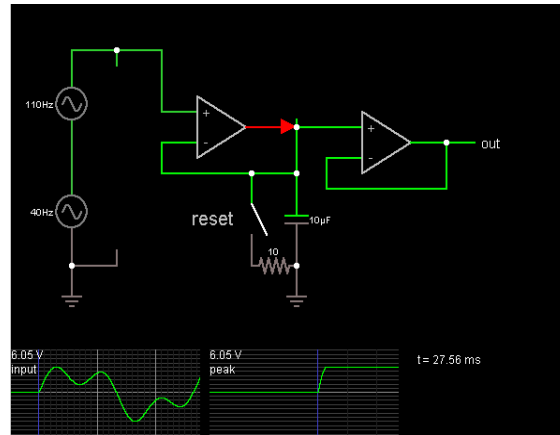 110Hz
+
-
+
-
out
40Hz
reset
10µF
10
6.05 V
input
6.05 V
peak
t = 27.56 ms